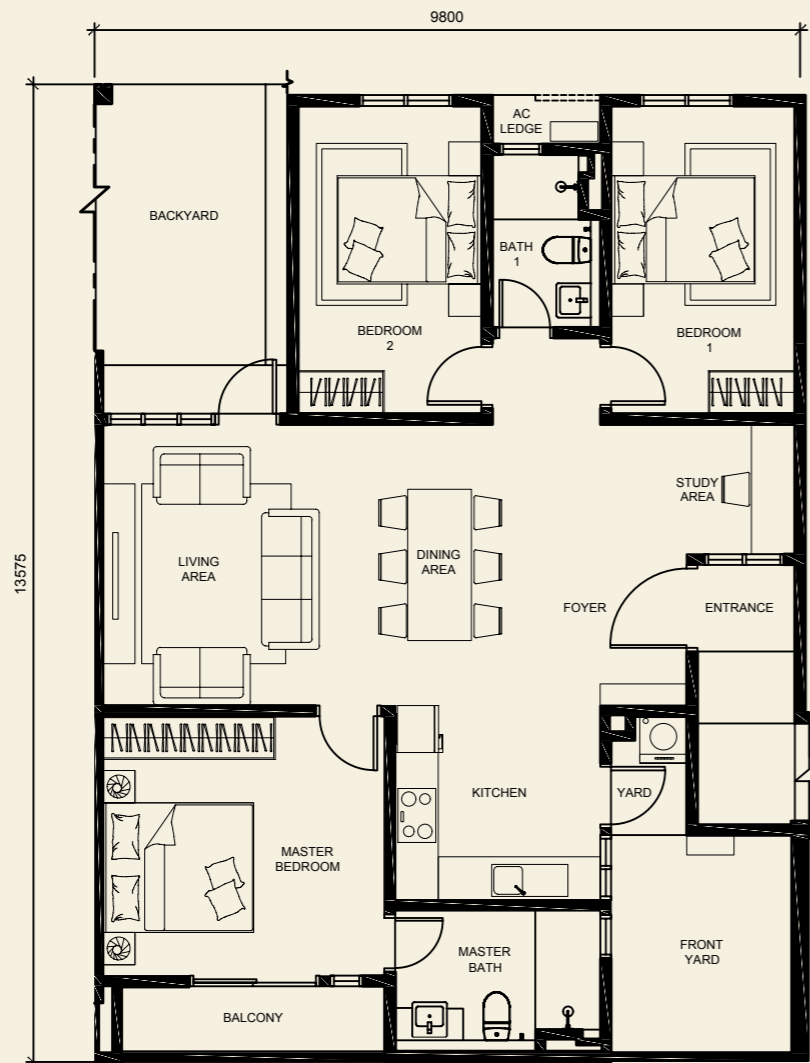 9800
AC
LEDGE
BACKYARD
BATH
1
BEDROOM
2
BEDROOM
1
STUDY
AREA
13575
LIVING
AREA
DINING
AREA
FOYER
ENTRANCE
KITCHEN
YARD
MASTER
BEDROOM
MASTER
BATH
FRONT
YARD
BALCONY